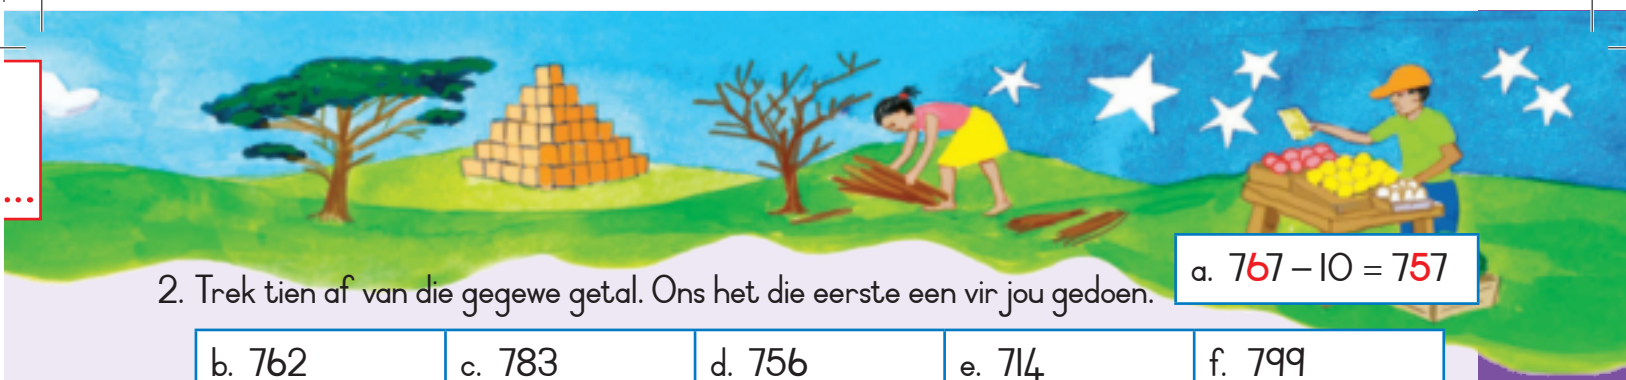 ...
a. 767 – 10 = 757
2. Trek tien af van die gegewe getal. Ons het die eerste een vir jou gedoen.
b. 762 c. 783 d. 756 e. 714 f. 799